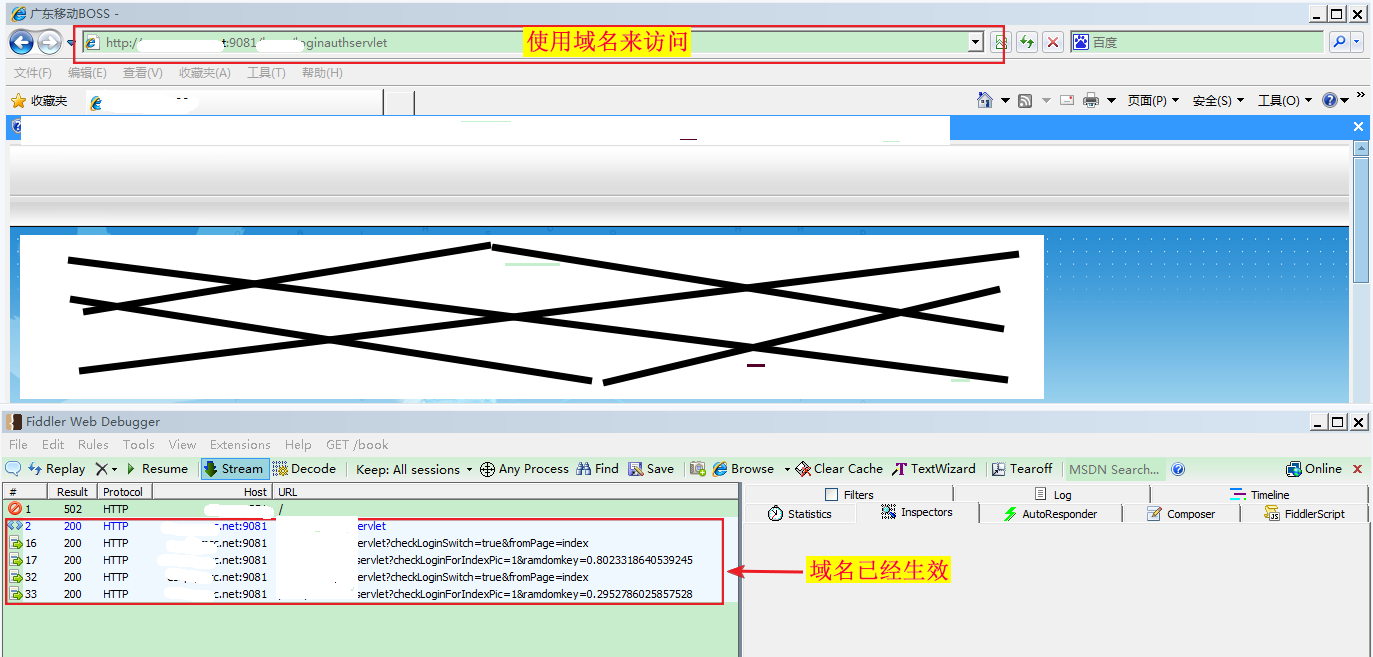 广东移动BOSS -
http:/ t:9081/ loginauthservlet
使用域名来访问
百度
文件(F) 编辑(E) 查看(V) 收藏夹(A) 工具(T) 帮助(H)
收藏夹
页面(P) 安全(S) 工具(O)
Fiddler Web Debugger
File Edit Rules Tools View Extensions Help GET /book
Replay Resume Stream Decode Keep: All sessions Any Process Find Save Browse Clear Cache TextWizard Tearoff MSDN Search... Online
# Result Protocol Host URL
1 502 HTTP /
2 200 HTTP .net:9081 servlet
16 200 HTTP c.net:9081 servlet?checkLoginSwitch=true&fromPage=index
17 200 HTTP c.net:9081 servlet?checkLoginForIndexPic=1&ramdomkey=0.8023318640539245
32 200 HTTP rc.net:9081 servlet?checkLoginSwitch=true&fromPage=index
33 200 HTTP c.net:9081 servlet?checkLoginForIndexPic=1&ramdomkey=0.2952786025857528
Filters Log Timeline
Statistics Inspectors AutoResponder Composer FiddlerScript
域名已经生效